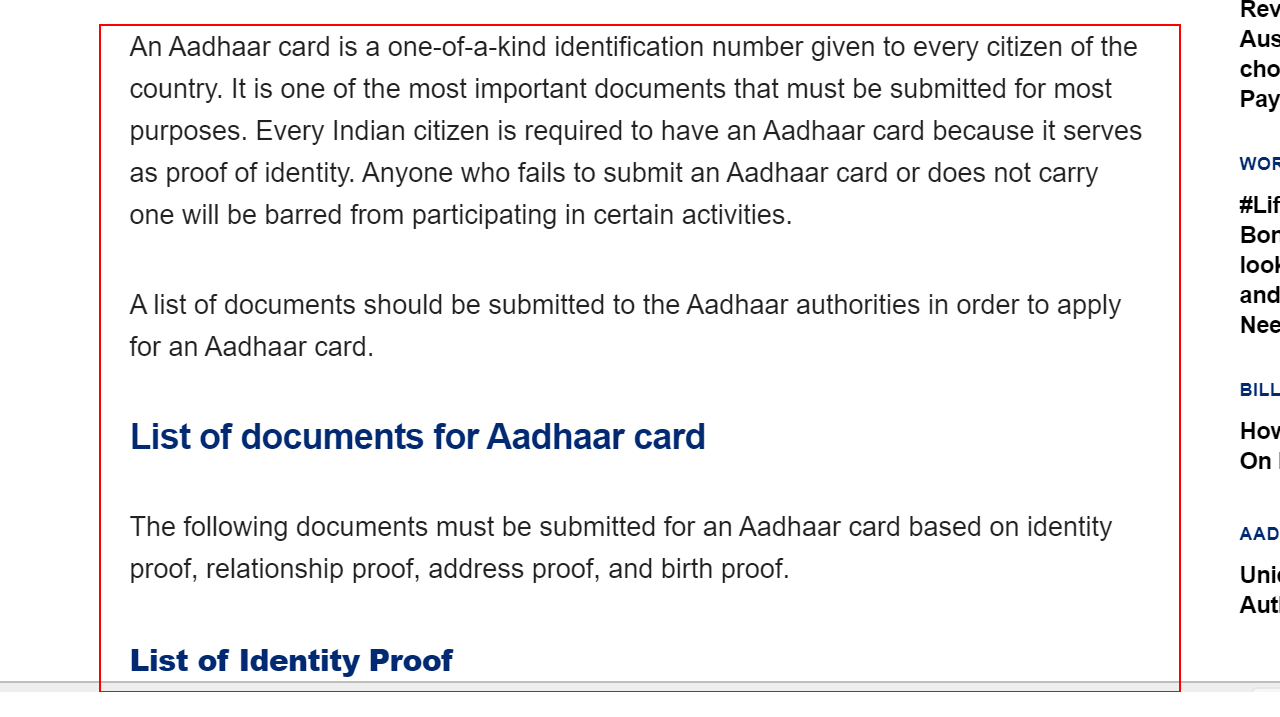 An Aadhaar card is a one-of-a-kind identification number given to every citizen of the
country. It is one of the most important documents that must be submitted for most
purposes. Every Indian citizen is required to have an Aadhaar card because it serves
as proof of identity. Anyone who fails to submit an Aadhaar card or does not carry
one will be barred from participating in certain activities.
A list of documents should be submitted to the Aadhaar authorities in order to apply
for an Aadhaar card.
List of documents for Aadhaar card
The following documents must be submitted for an Aadhaar card based on identity
proof, relationship proof, address proof, and birth proof.
List of Identity Proof
Rev
Aus
cho
Pay
WOR
#Lif
Bon
look
and
Nee
BILL
How
On
AAD
Uni
Aut